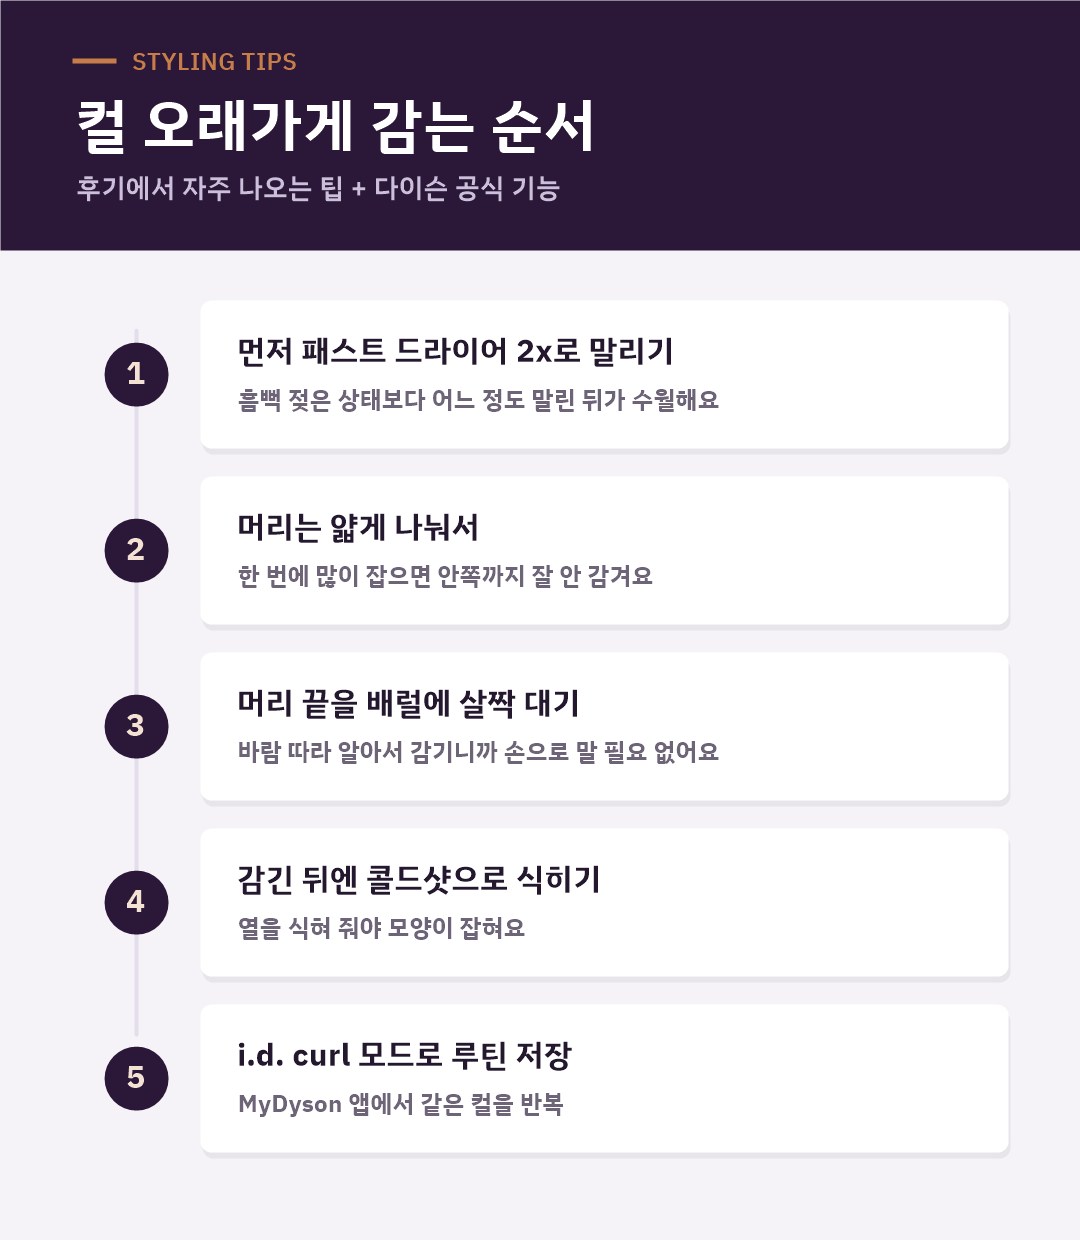 STYLING TIPS
컬 오래가게 감는 순서
후기에서 자주 나오는 팁 + 다이슨 공식 기능
1
먼저 패스트 드라이어 2x로 말리기
흠뻑 젖은 상태보다 어느 정도 말린 뒤가 수월해요
2
머리는 얇게 나눠서
한 번에 많이 잡으면 안쪽까지 잘 안 감겨요
3
머리 끝을 배럴에 살짝 대기
바람 따라 알아서 감기니까 손으로 말 필요 없어요
4
감긴 뒤엔 콜드샷으로 식히기
열을 식혀 줘야 모양이 잡혀요
5
i.d. curl 모드로 루틴 저장
MyDyson 앱에서 같은 컬을 반복